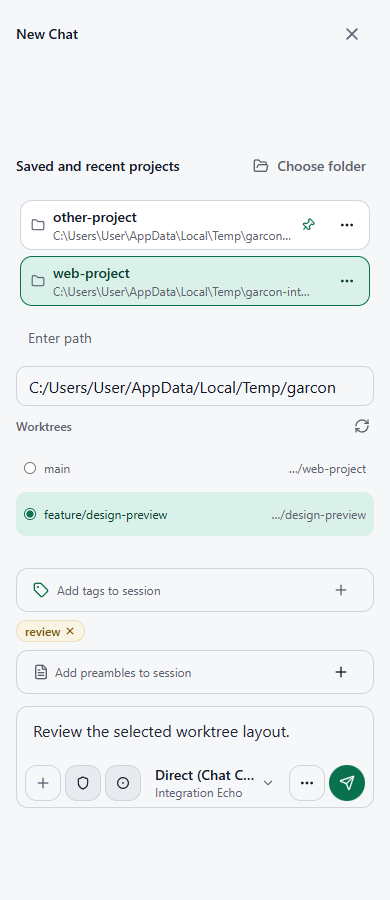 New Chat
Saved and recent projects
Choose folder
other-project
C:\Users\User\AppData\Local\Temp\garcon...
web-project
C:\Users\User\AppData\Local\Temp\garcon-int...
Enter path
C:/Users/User/AppData/Local/Temp/garcon
Worktrees
main .../web-project
feature/design-preview .../design-preview
Add tags to session
review
Add preambles to session
Review the selected worktree layout.
Direct (Chat C...
Integration Echo